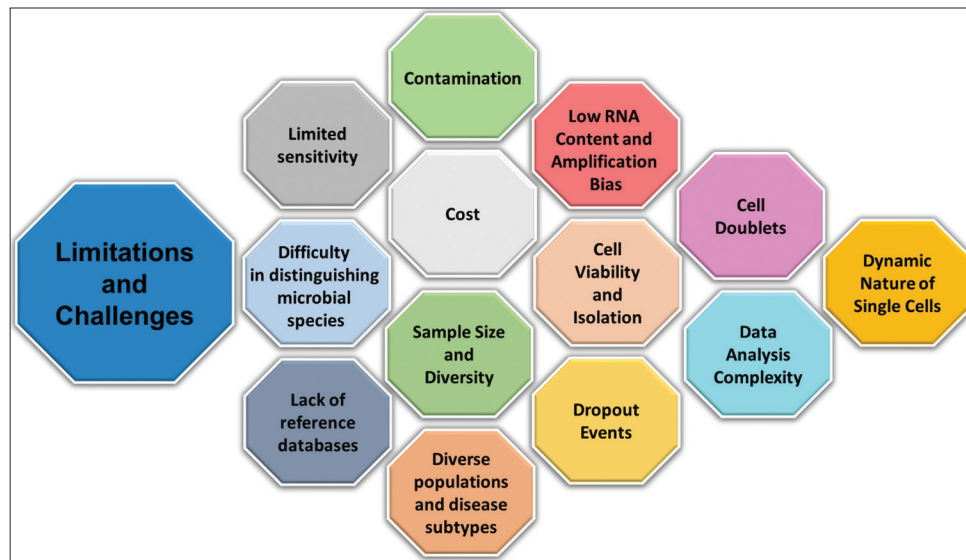 Limitations
and
Challenges
Limited
sensitivity
Difficulty
in distinguishing
microbial
species
Lack of
reference
databases
Contamination
Cost
Sample Size
and
Diversity
Diverse
populations
and disease
subtypes
Low RNA
Content and
Amplification
Bias
Cell
Viability
and
Isolation
Dropout
Events
Cell
Doublets
Data
Analysis
Complexity
Dynamic
Nature of
Single Cells